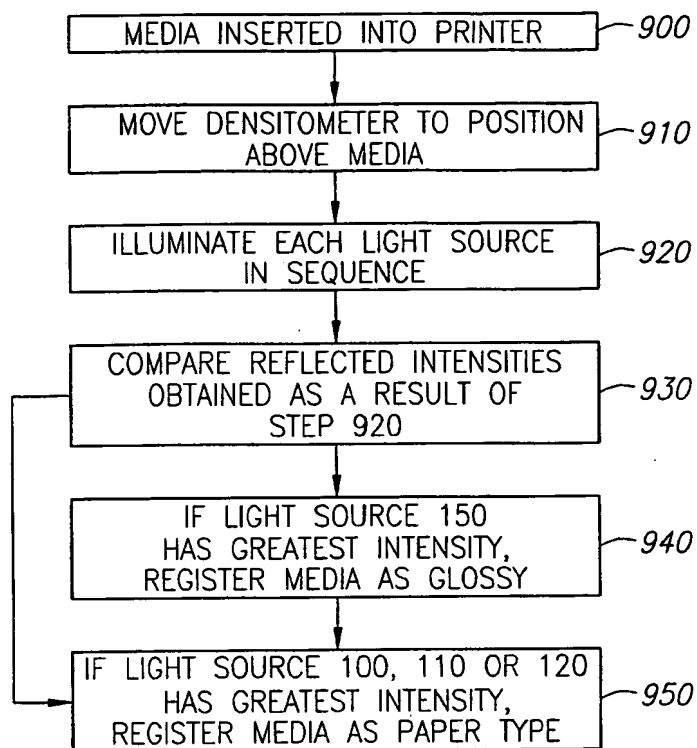 MEDIA INSERTED INTO PRINTER 900
MOVE DENSITOMETER TO POSITION
ABOVE MEDIA 910
ILLUMINATE EACH LIGHT SOURCE
IN SEQUENCE 920
COMPARE REFLECTED INTENSITIES
OBTAINED AS A RESULT OF 930
STEP 920
IF LIGHT SOURCE 150
HAS GREATEST INTENSITY, 940
REGISTER MEDIA AS GLOSSY
IF LIGHT SOURCE 100, 110 OR 120
HAS GREATEST INTENSITY, 950
REGISTER MEDIA AS PAPER TYPE